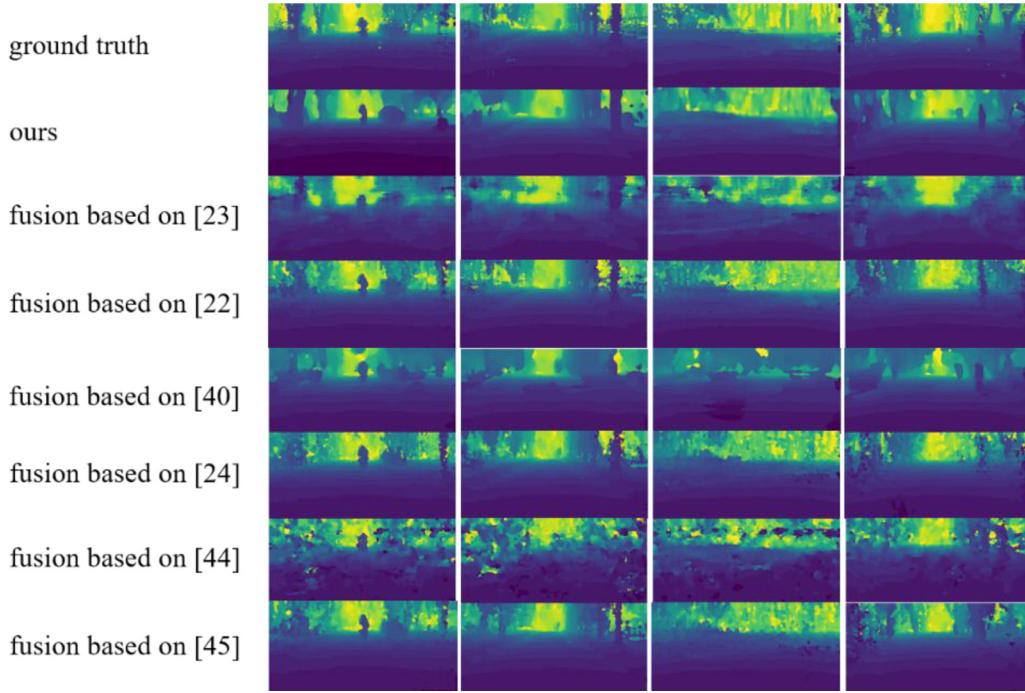 ground truth
ours
fusion based on [23]
fusion based on [22]
fusion based on [40]
fusion based on [24]
fusion based on [44]
fusion based on [45]